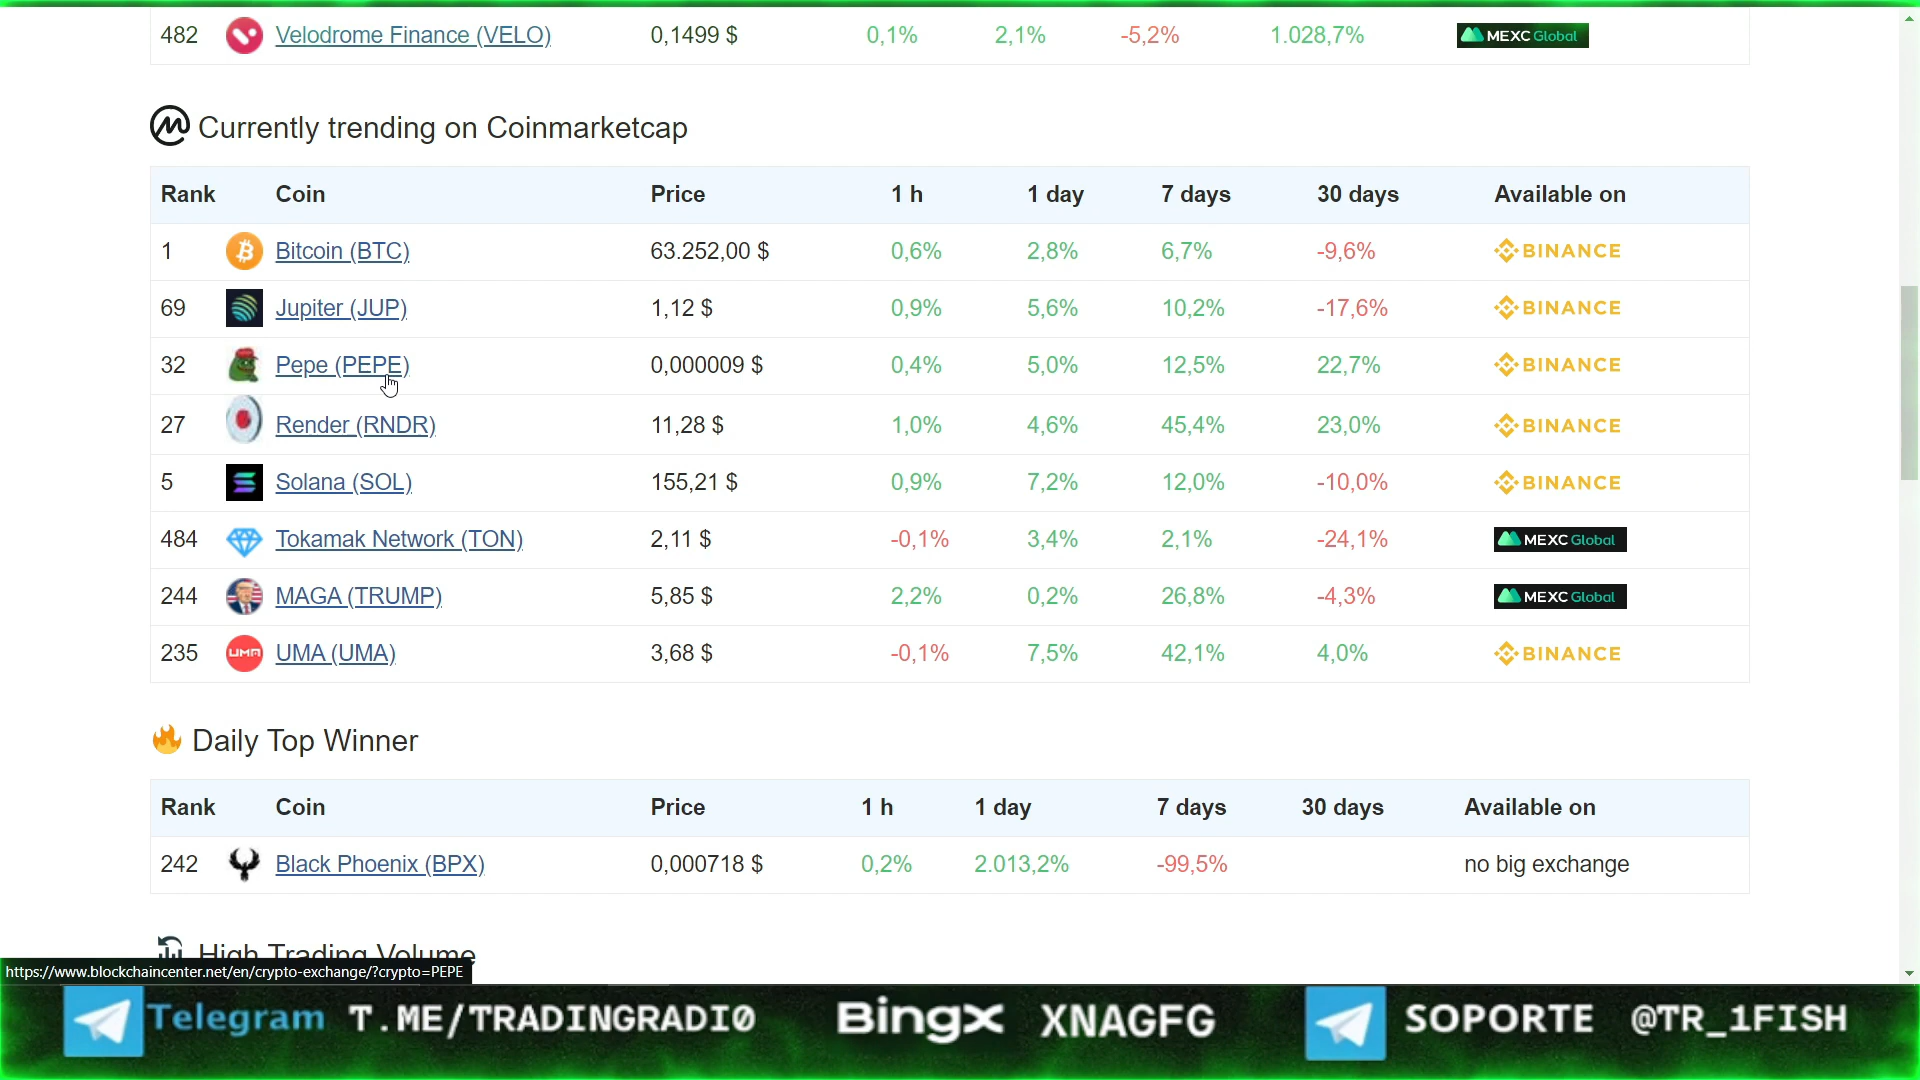 482 Velodrome Finance (VELO) 0,1499 $ 0,1% 2,1% -5,2% 1.028,7% MEXC Global
Currently trending on Coinmarketcap
Rank Coin Price 1 h 1 day 7 days 30 days Available on
1 Bitcoin (BTC) 63.252,00 $ 0,6% 2,8% 6,7% -9,6% BINANCE
69 Jupiter (JUP) 1,12 $ 0,9% 5,6% 10,2% -17,6% BINANCE
32 Pepe (PEPE) 0,000009 $ 0,4% 5,0% 12,5% 22,7% BINANCE
27 Render (RNDR) 11,28 $ 1,0% 4,6% 45,4% 23,0% BINANCE
5 Solana (SOL) 155,21 $ 0,9% 7,2% 12,0% -10,0% BINANCE
484 Tokamak Network (TON) 2,11 $ -0,1% 3,4% 2,1% -24,1% MEXC Global
244 MAGA (TRUMP) 5,85 $ 2,2% 0,2% 26,8% -4,3% MEXC Global
235 UMA UMA (UMA) 3,68 $ -0,1% 7,5% 42,1% 4,0% BINANCE
Daily Top Winner
Rank Coin Price 1 h 1 day 7 days 30 days Available on
242 Black Phoenix (BPX) 0,000718 $ 0,2% 2.013,2% -99,5% no big exchange
High Trading Volume
https://www.blockchaincenter.net/en/crypto-exchange/?crypto=PEPE
Telegram T.ME/TRADINGRADI0 BingX XNAGFG SOPORTE @TR_1FISH